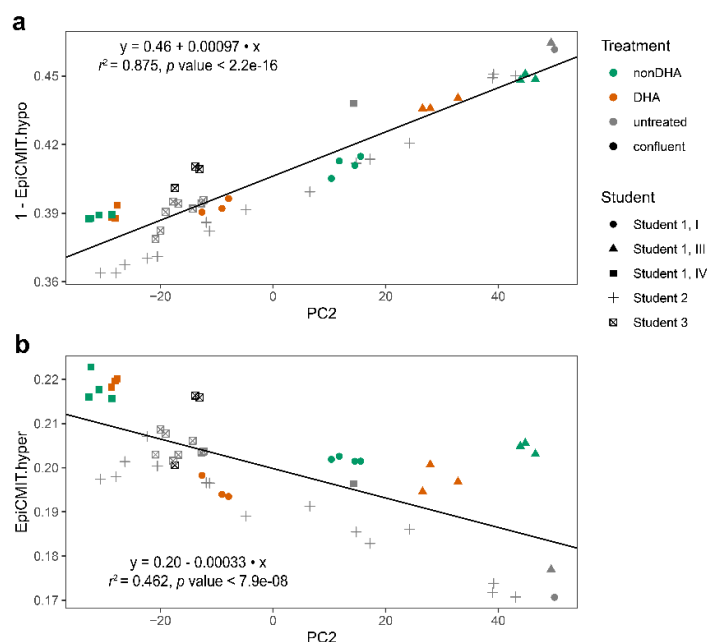 a
y = 0.46 + 0.00097 • x
r² = 0.875, p value < 2.2e-16
1 - EpiCMIT.hypo
0.45
0.42
0.39
0.36
−20
0
20
40
PC2
b
EpiCMIT.hyper
0.22
0.21
0.20
0.19
0.18
0.17
y = 0.20 - 0.00033 • x
r² = 0.462, p value < 7.9e-08
−20
0
20
40
PC2
Treatment
nonDHA
DHA
untreated
confluent
Student
Student 1, I
Student 1, III
Student 1, IV
Student 2
Student 3